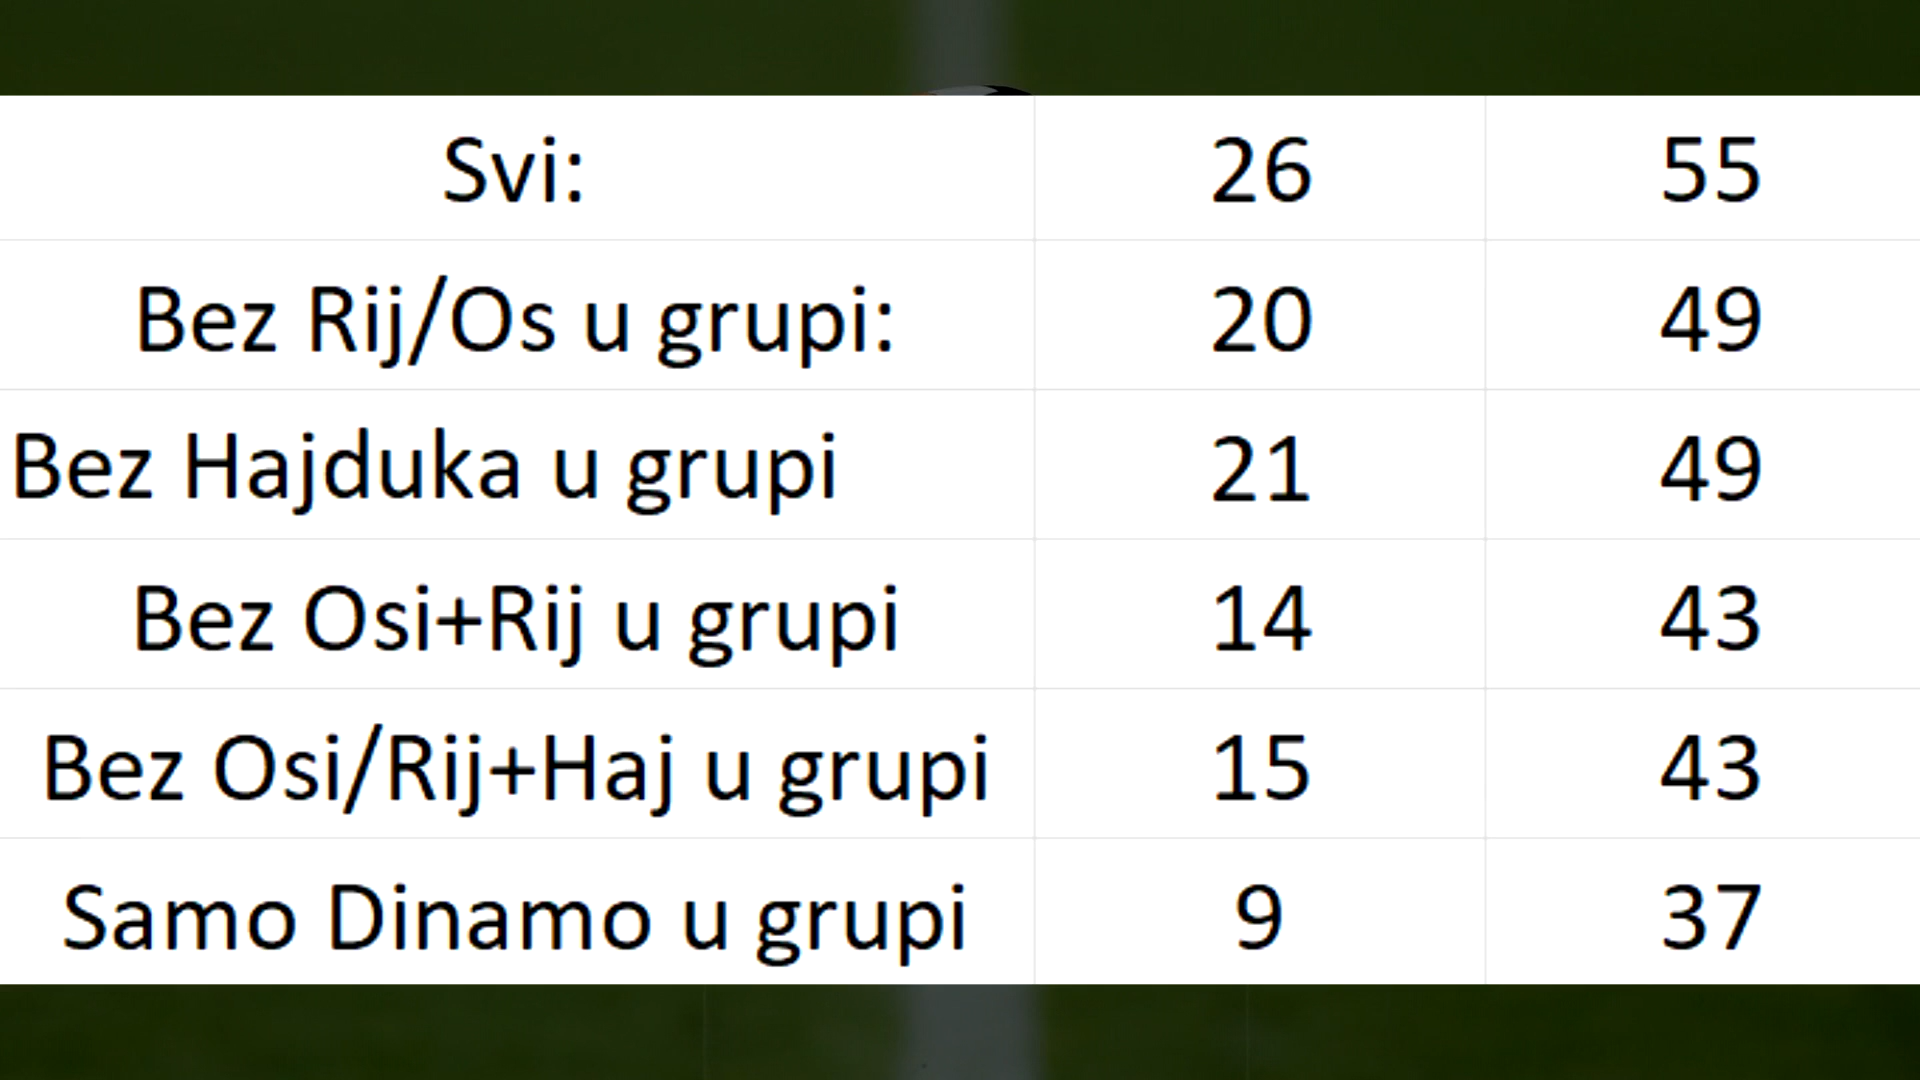 Svi: 26 55
Bez Rij/Os u grupi: 20 49
Bez Hajduka u grupi 21 49
Bez Osi+Rij u grupi 14 43
Bez Osi/Rij+Haj u grupi 15 43
Samo Dinamo u grupi 9 37